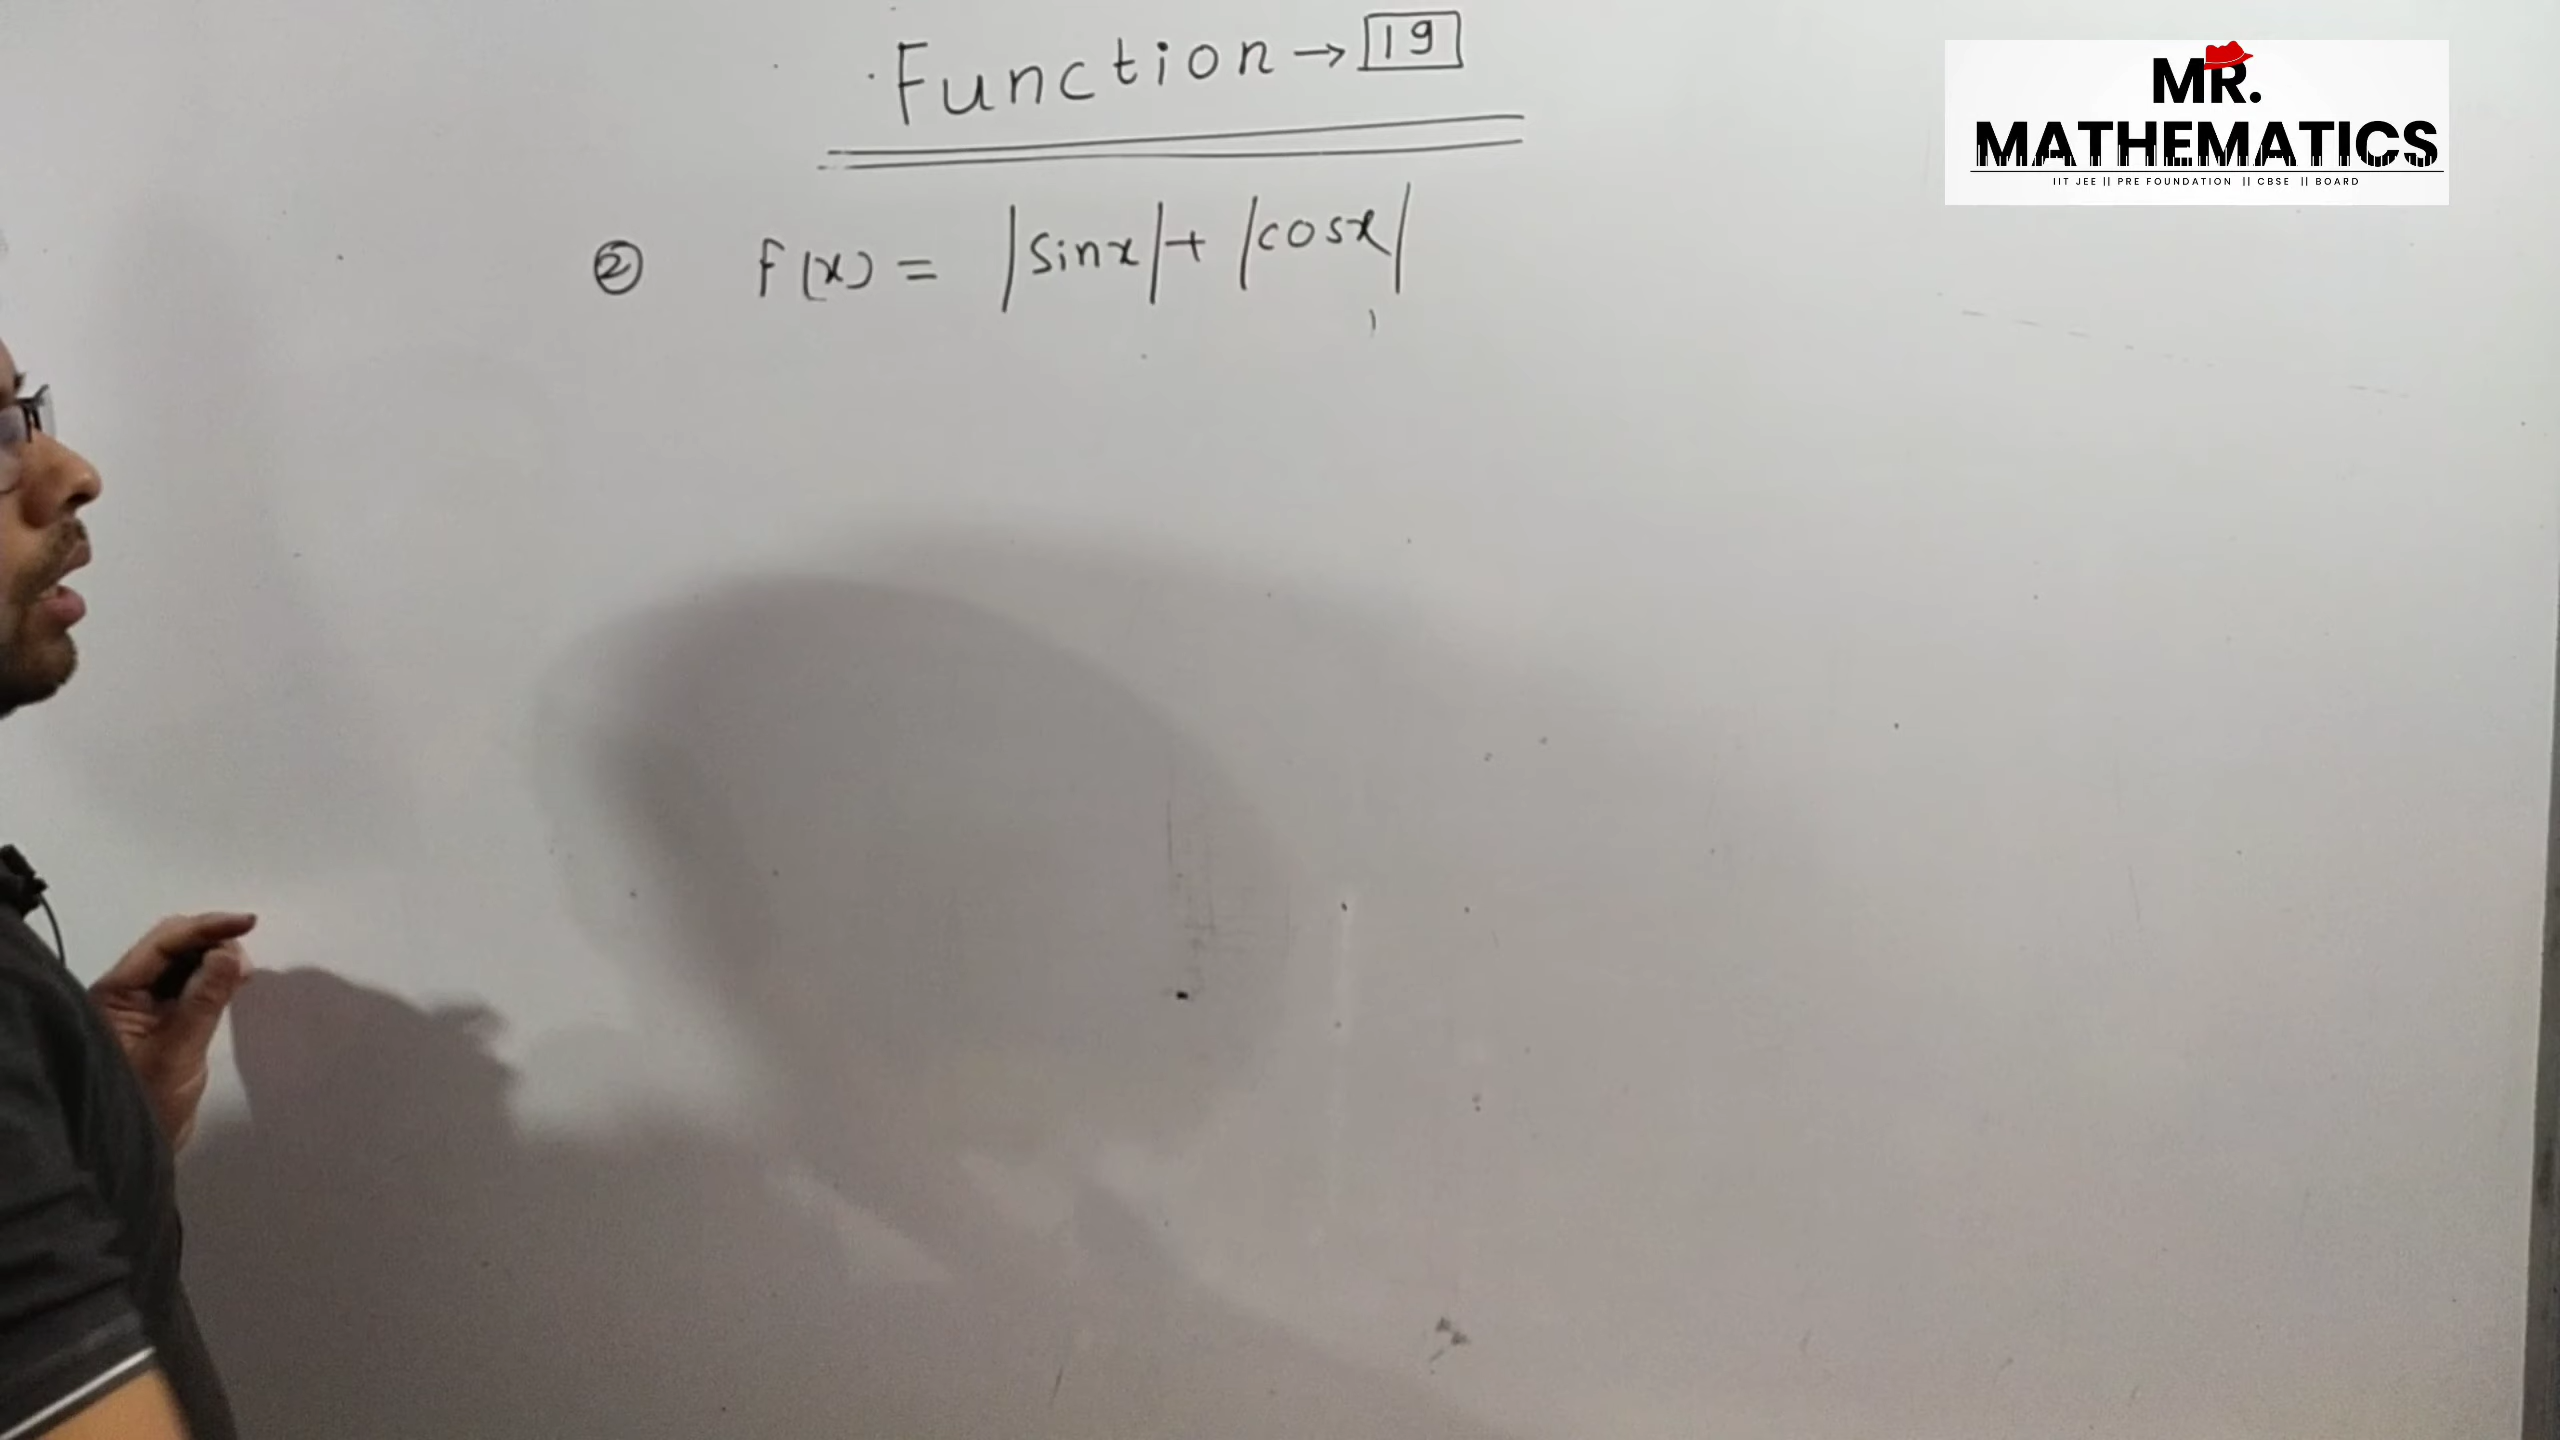 Function → 19
② f(x) = |sinx| + |cosx|
MR.
MATHEMATICS
IIT JEE || PRE FOUNDATION || CBSE || BOARD